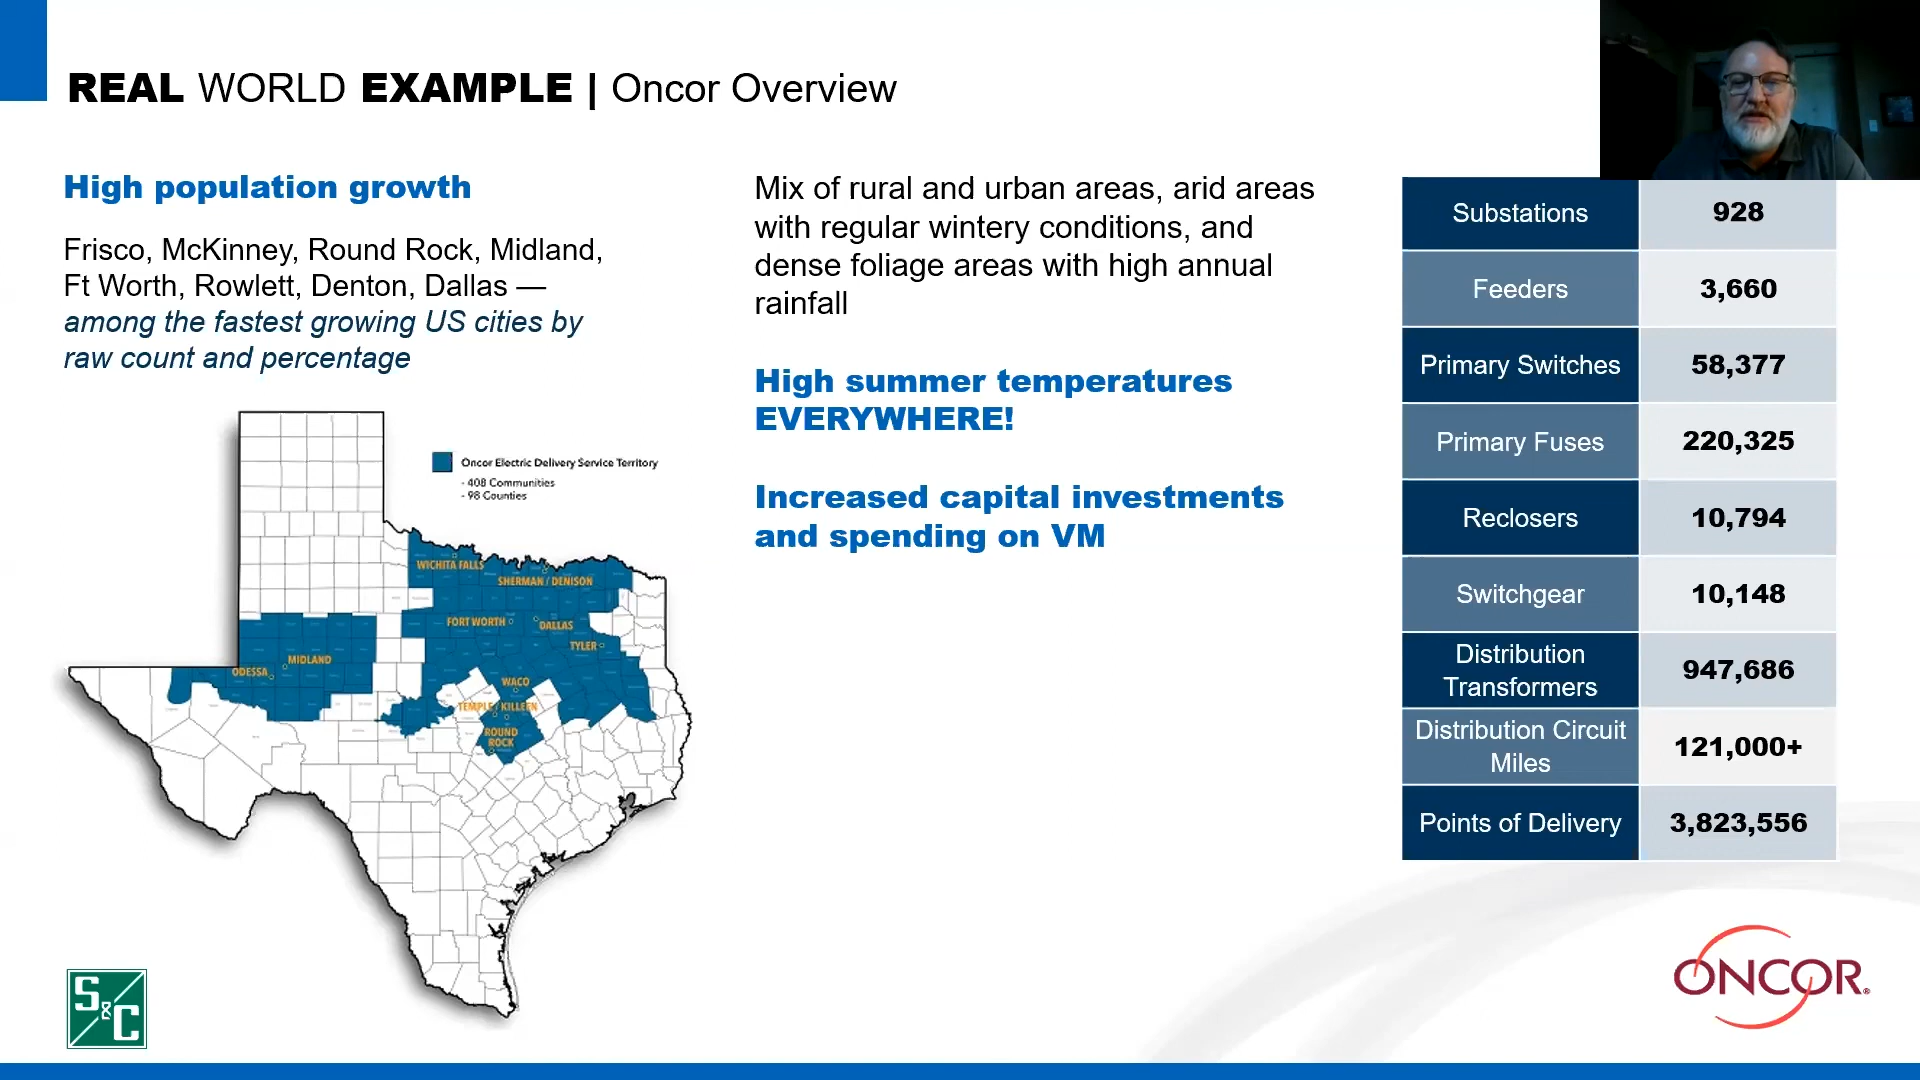 REAL WORLD EXAMPLE | Oncor Overview
High population growth
Frisco, McKinney, Round Rock, Midland,
Ft Worth, Rowlett, Denton, Dallas —
among the fastest growing US cities by
raw count and percentage
Oncor Electric Delivery Service Territory
- 408 Communities
- 98 Counties
WICHITA FALLS
SHERMAN / DENISON
FORT WORTH
DALLAS
TYLER
MIDLAND
ODESSA
WACO
TEMPLE / KILLEEN
ROUND
ROCK
Mix of rural and urban areas, arid areas
with regular wintery conditions, and
dense foliage areas with high annual
rainfall
High summer temperatures
EVERYWHERE!
Increased capital investments
and spending on VM
Substations 928
Feeders 3,660
Primary Switches 58,377
Primary Fuses 220,325
Reclosers 10,794
Switchgear 10,148
Distribution
Transformers 947,686
Distribution Circuit
Miles 121,000+
Points of Delivery 3,823,556
S&C
ONCOR®